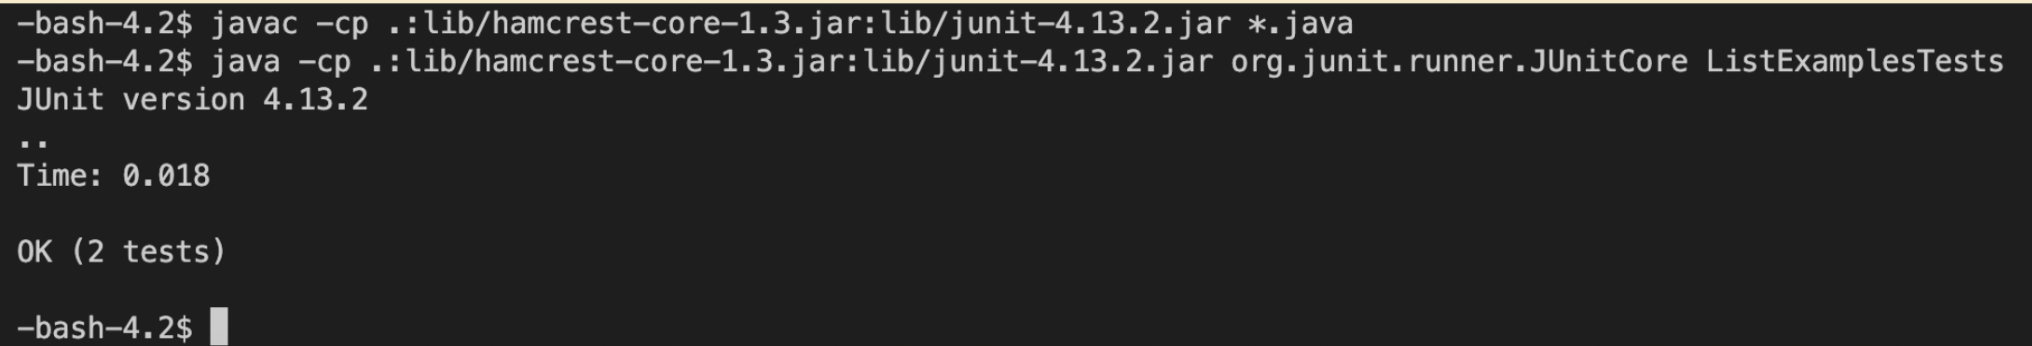 -bash-4.2$ javac -cp .:lib/hamcrest-core-1.3.jar:lib/junit-4.13.2.jar *.java
-bash-4.2$ java -cp .:lib/hamcrest-core-1.3.jar:lib/junit-4.13.2.jar org.junit.runner.JUnitCore ListExamplesTests
JUnit version 4.13.2
..
Time: 0.018
OK (2 tests)
-bash-4.2$